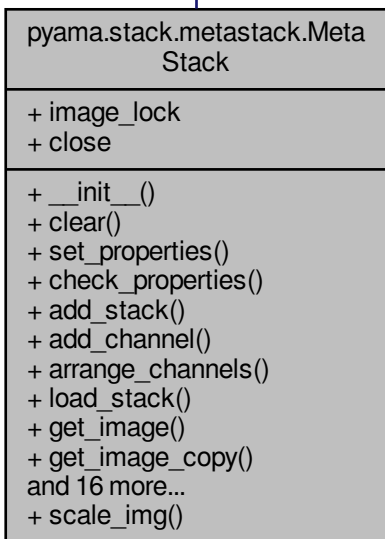 pyama.stack.metastack.Meta
Stack
+ image_lock
+ close
+ __init__()
+ clear()
+ set_properties()
+ check_properties()
+ add_stack()
+ add_channel()
+ arrange_channels()
+ load_stack()
+ get_image()
+ get_image_copy()
and 16 more...
+ scale_img()